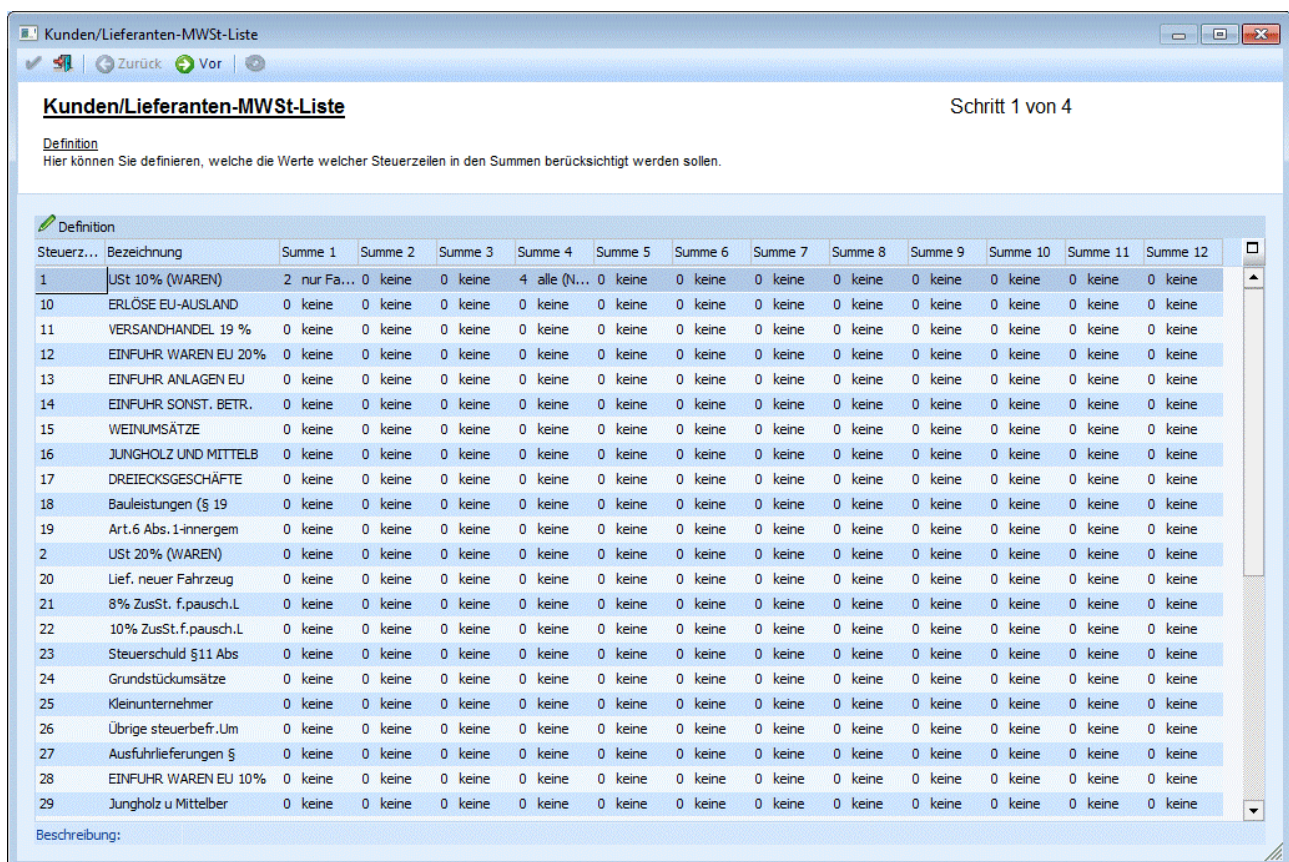 Kunden/Lieferanten-MWSt-Liste
Zurück Vor
Kunden/Lieferanten-MWSt-Liste Schritt 1 von 4
Definition
Hier können Sie definieren, welche die Werte welcher Steuerzeilen in den Summen berücksichtigt werden sollen.
Definition
Steuerz... Bezeichnung Summe 1 Summe 2 Summe 3 Summe 4 Summe 5 Summe 6 Summe 7 Summe 8 Summe 9 Summe 10 Summe 11 Summe 12
1 USt 10% (WAREN) 2 nur Fa... 0 keine 0 keine 4 alle (N... 0 keine 0 keine 0 keine 0 keine 0 keine 0 keine 0 keine 0 keine
10 ERLÖSE EU-AUSLAND 0 keine 0 keine 0 keine 0 keine 0 keine 0 keine 0 keine 0 keine 0 keine 0 keine 0 keine 0 keine
11 VERSANDHANDEL 19 % 0 keine 0 keine 0 keine 0 keine 0 keine 0 keine 0 keine 0 keine 0 keine 0 keine 0 keine 0 keine
12 EINFUHR WAREN EU 20% 0 keine 0 keine 0 keine 0 keine 0 keine 0 keine 0 keine 0 keine 0 keine 0 keine 0 keine 0 keine
13 EINFUHR ANLAGEN EU 0 keine 0 keine 0 keine 0 keine 0 keine 0 keine 0 keine 0 keine 0 keine 0 keine 0 keine 0 keine
14 EINFUHR SONST. BETR. 0 keine 0 keine 0 keine 0 keine 0 keine 0 keine 0 keine 0 keine 0 keine 0 keine 0 keine 0 keine
15 WEINUMSÄTZE 0 keine 0 keine 0 keine 0 keine 0 keine 0 keine 0 keine 0 keine 0 keine 0 keine 0 keine 0 keine
16 JUNGHOLZ UND MITTELB 0 keine 0 keine 0 keine 0 keine 0 keine 0 keine 0 keine 0 keine 0 keine 0 keine 0 keine 0 keine
17 DREIECKSGESCHÄFTE 0 keine 0 keine 0 keine 0 keine 0 keine 0 keine 0 keine 0 keine 0 keine 0 keine 0 keine 0 keine
18 Bauleistungen (§ 19 0 keine 0 keine 0 keine 0 keine 0 keine 0 keine 0 keine 0 keine 0 keine 0 keine 0 keine 0 keine
19 Art.6 Abs.1-innergem 0 keine 0 keine 0 keine 0 keine 0 keine 0 keine 0 keine 0 keine 0 keine 0 keine 0 keine 0 keine
2 USt 20% (WAREN) 0 keine 0 keine 0 keine 0 keine 0 keine 0 keine 0 keine 0 keine 0 keine 0 keine 0 keine 0 keine
20 Lief. neuer Fahrzeug 0 keine 0 keine 0 keine 0 keine 0 keine 0 keine 0 keine 0 keine 0 keine 0 keine 0 keine 0 keine
21 8% ZusSt. f.pausch.L 0 keine 0 keine 0 keine 0 keine 0 keine 0 keine 0 keine 0 keine 0 keine 0 keine 0 keine 0 keine
22 10% ZusSt.f.pausch.L 0 keine 0 keine 0 keine 0 keine 0 keine 0 keine 0 keine 0 keine 0 keine 0 keine 0 keine 0 keine
23 Steuerschuld §11 Abs 0 keine 0 keine 0 keine 0 keine 0 keine 0 keine 0 keine 0 keine 0 keine 0 keine 0 keine 0 keine
24 Grundstückumsätze 0 keine 0 keine 0 keine 0 keine 0 keine 0 keine 0 keine 0 keine 0 keine 0 keine 0 keine 0 keine
25 Kleinunternehmer 0 keine 0 keine 0 keine 0 keine 0 keine 0 keine 0 keine 0 keine 0 keine 0 keine 0 keine 0 keine
26 Übrige steuerbefr.Um 0 keine 0 keine 0 keine 0 keine 0 keine 0 keine 0 keine 0 keine 0 keine 0 keine 0 keine 0 keine
27 Ausfuhrlieferungen § 0 keine 0 keine 0 keine 0 keine 0 keine 0 keine 0 keine 0 keine 0 keine 0 keine 0 keine 0 keine
28 EINFUHR WAREN EU 10% 0 keine 0 keine 0 keine 0 keine 0 keine 0 keine 0 keine 0 keine 0 keine 0 keine 0 keine 0 keine
29 Jungholz u Mittelber 0 keine 0 keine 0 keine 0 keine 0 keine 0 keine 0 keine 0 keine 0 keine 0 keine 0 keine 0 keine
Beschreibung: